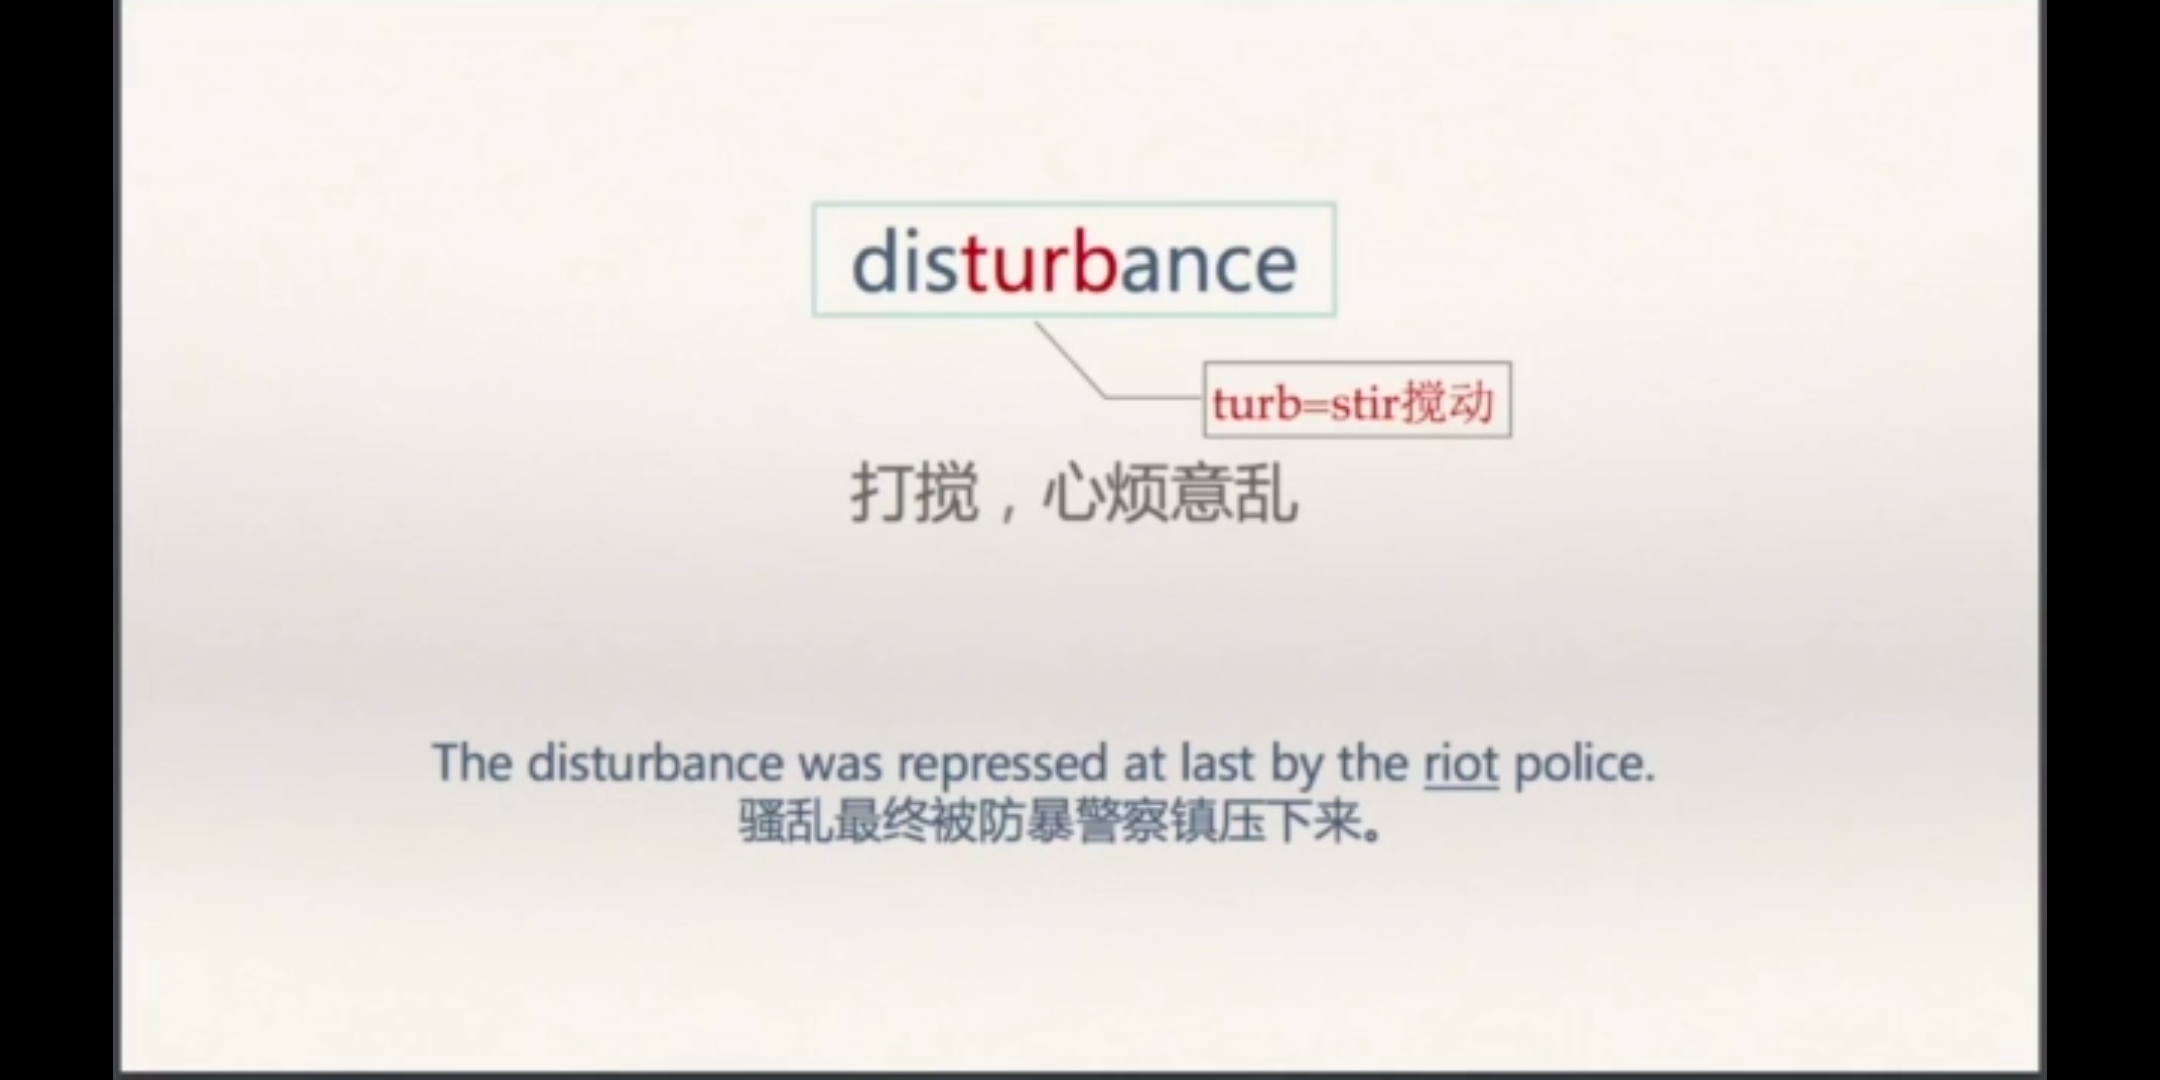 disturbance
turb=stir搅动
打搅，心烦意乱
The disturbance was repressed at last by the riot police.
骚乱最终被防暴警察镇压下来。